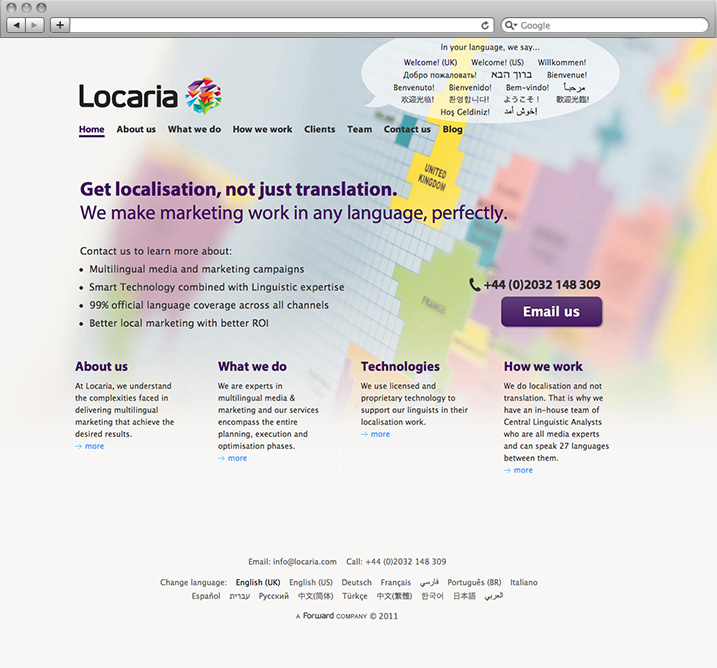 Google
In your language, we say...
Welcome! (UK) Welcome! (US) Willkommen!
Добро пожаловать! ברוך הבא Bienvenue!
Benvenuto! Bienvenido! Bem-vindo! مرحباً
欢迎光临! 환영합니다! ようこそ! 歡迎光臨!
Hoş Geldiniz! خوش آمد!
Locaria
Home About us What we do How we work Clients Team Contact us Blog
UNITED
KINGDOM
Get localisation, not just translation.
We make marketing work in any language, perfectly.
Contact us to learn more about:
• Multilingual media and marketing campaigns
• Smart Technology combined with Linguistic expertise
• 99% official language coverage across all channels
• Better local marketing with better ROI
FRANCE
+44 (0)2032 148 309
Email us
About us
At Locaria, we understand
the complexities faced in
delivering multilingual
marketing that achieve the
desired results.
→ more
What we do
We are experts in
multilingual media &
marketing and our services
encompass the entire
planning, execution and
optimisation phases.
→ more
Technologies
We use licensed and
proprietary technology to
support our linguists in their
localisation work.
→ more
How we work
We do localisation and not
translation. That is why we
have an in-house team of
Central Linguistic Analysts
who are all media experts
and can speak 27 languages
between them.
→ more
Email: info@locaria.com Call: +44 (0)2032 148 309
Change language: English (UK) English (US) Deutsch Français فارسي Português (BR) Italiano
Español עברית Русский 中文(简体) Türkçe 中文(繁體) 한국어 日本語 العربي
A Forward COMPANY © 2011